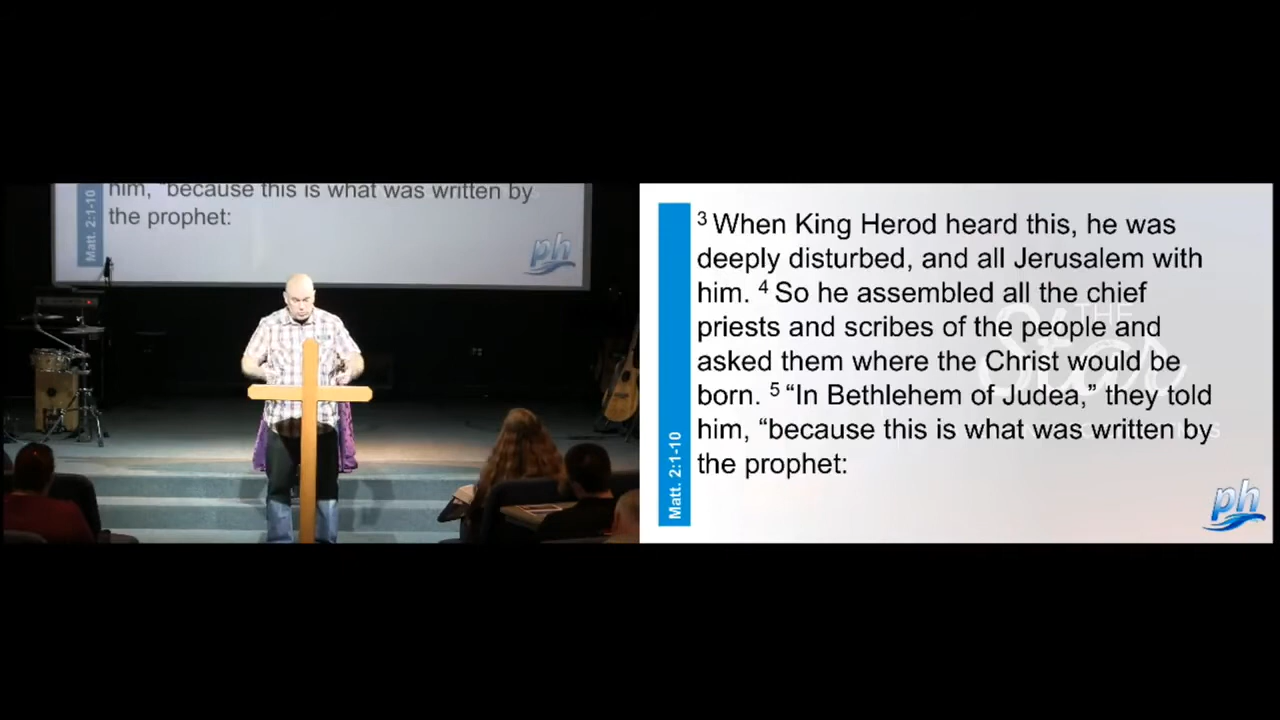 him, “because this is what was written by
the prophet:
Matt. 2:1-10
ph
³ When King Herod heard this, he was
deeply disturbed, and all Jerusalem with
him. ⁴ So he assembled all the chief
priests and scribes of the people and
asked them where the Christ would be
born. ⁵ “In Bethlehem of Judea,” they told
him, “because this is what was written by
the prophet:
Matt. 2:1-10
THE
Star
ph